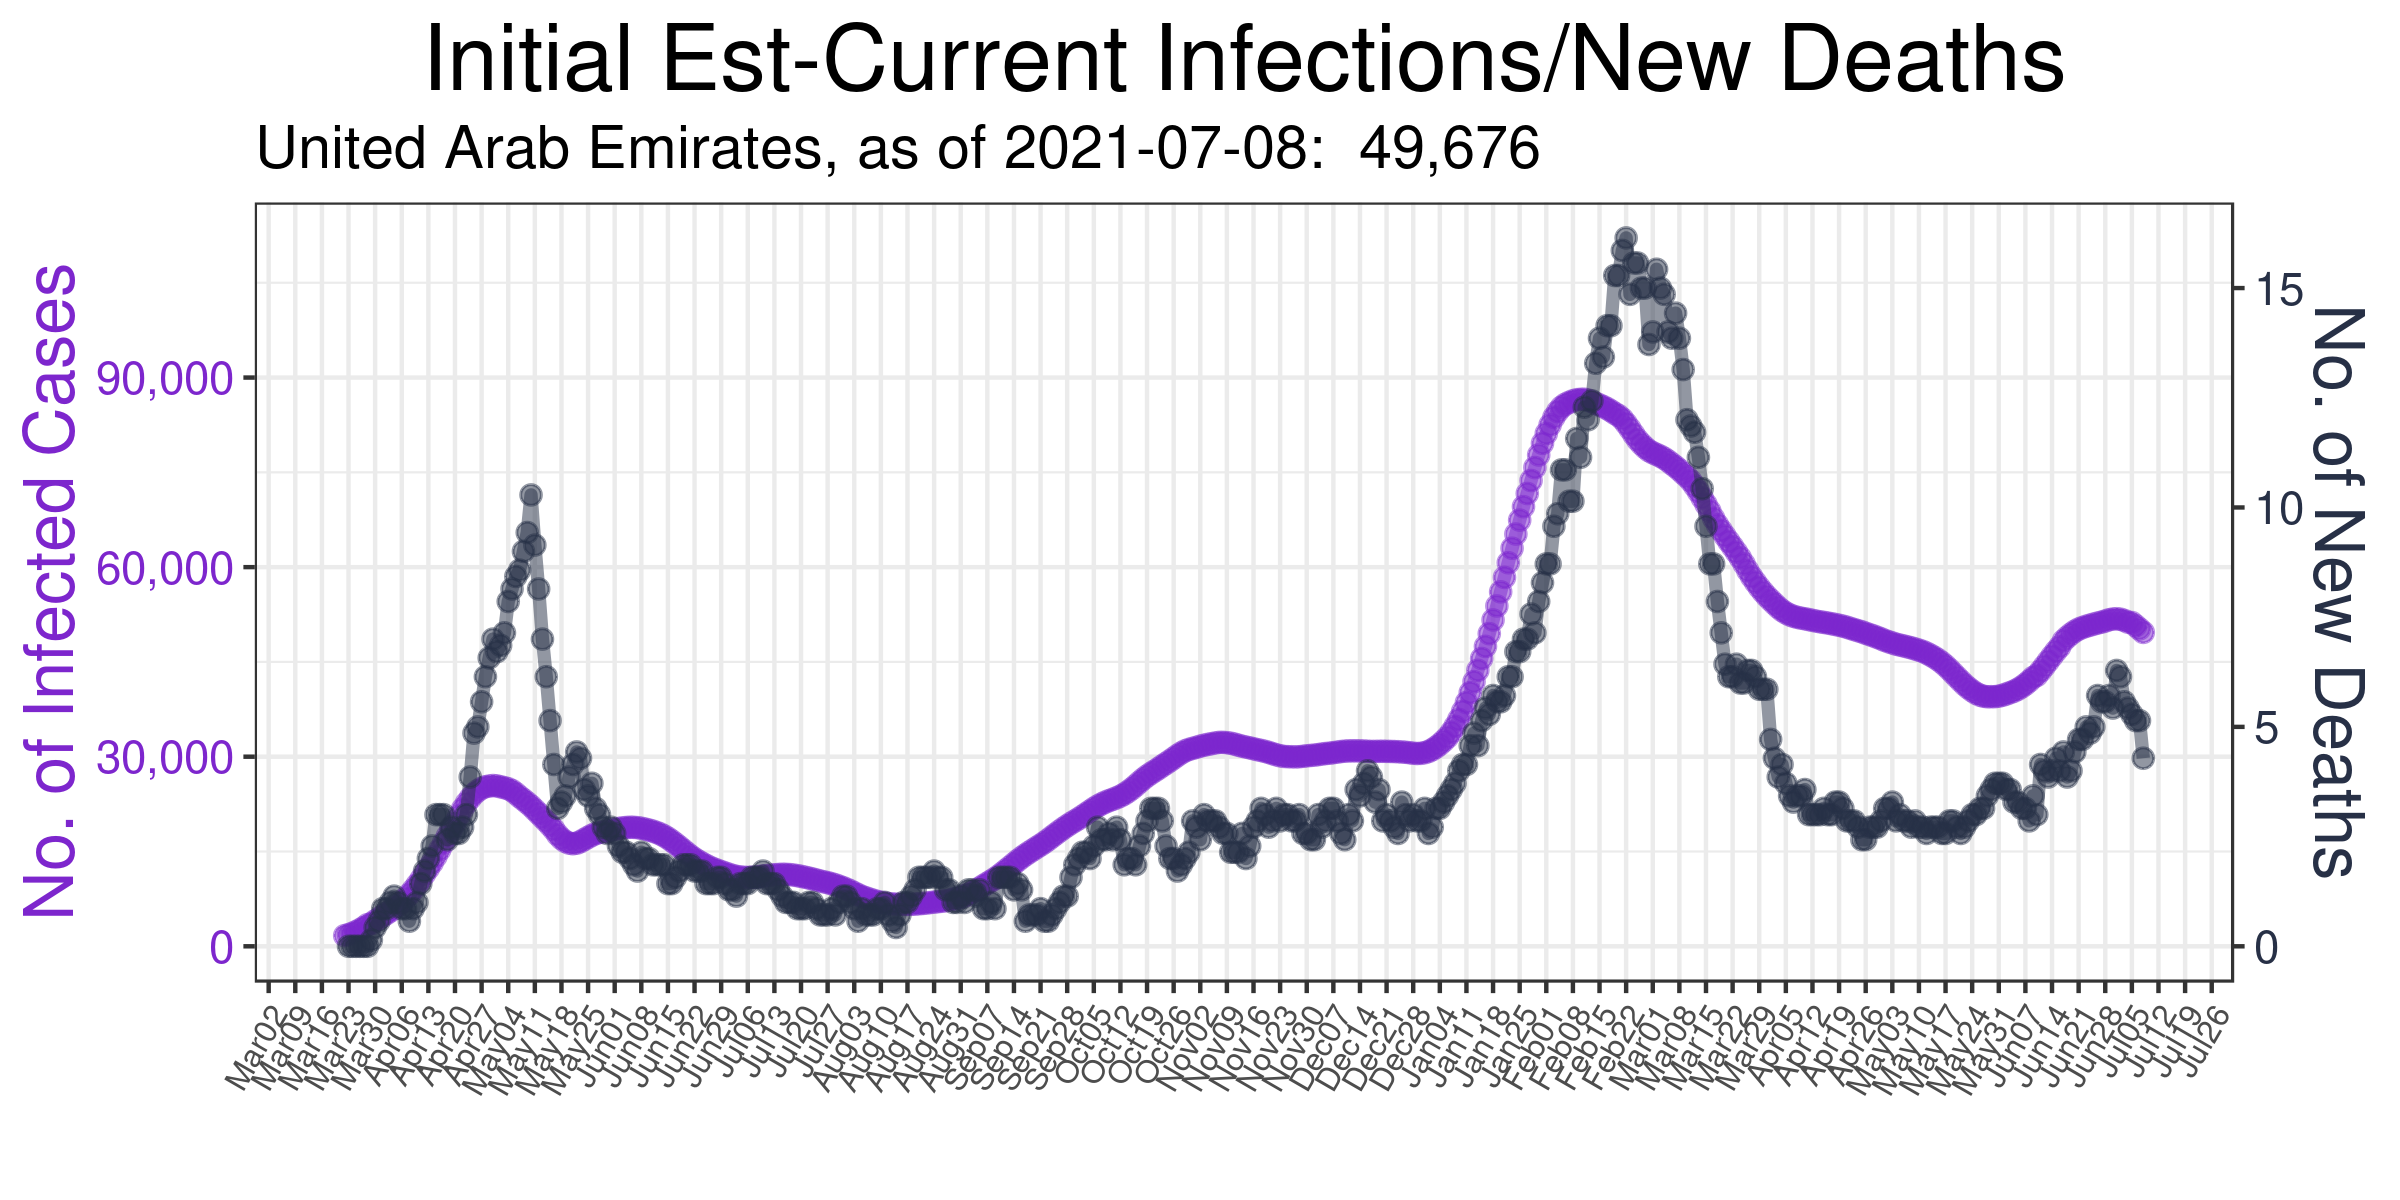 Initial Est-Current Infections/New Deaths
United Arab Emirates, as of 2021-07-08:  49,676
No. of Infected Cases
90,000
60,000
30,000
0
15
10
5
0
No. of New Deaths
Mar02
Mar09
Mar16
Mar23
Mar30
Apr06
Apr13
Apr20
Apr27
May04
May11
May18
May25
Jun01
Jun08
Jun15
Jun22
Jun29
Jul06
Jul13
Jul20
Jul27
Aug03
Aug10
Aug17
Aug24
Aug31
Sep07
Sep14
Sep21
Sep28
Oct05
Oct12
Oct19
Oct26
Nov02
Nov09
Nov16
Nov23
Nov30
Dec07
Dec14
Dec21
Dec28
Jan04
Jan11
Jan18
Jan25
Feb01
Feb08
Feb15
Feb22
Mar01
Mar08
Mar15
Mar22
Mar29
Apr05
Apr12
Apr19
Apr26
May03
May10
May17
May24
May31
Jun07
Jun14
Jun21
Jun28
Jul05
Jul12
Jul19
Jul26